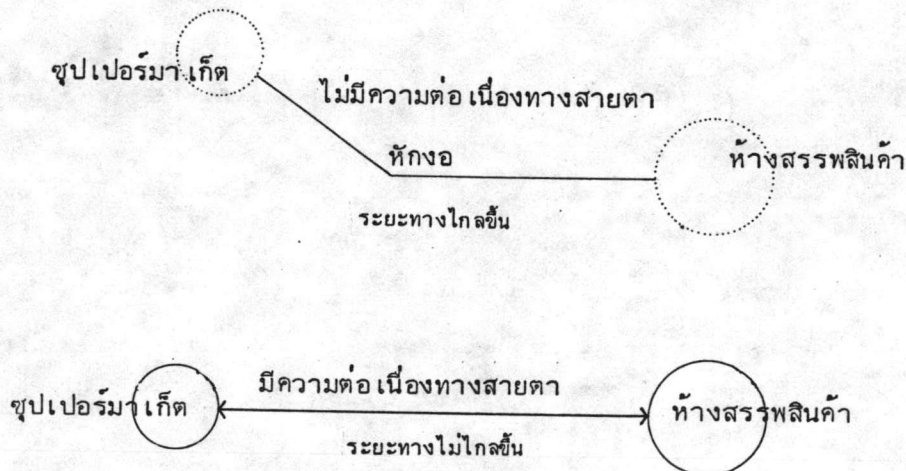 ซุปเปอร์มาเก็ต
ไม่มีความต่อเนื่องทางสายตา
หักงอ
ห้างสรรพสินค้า
ระยะทางไกลขึ้น
มีความต่อเนื่องทางสายตา
ซุปเปอร์มาเก็ต
ห้างสรรพสินค้า
ระยะทางไม่ไกลขึ้น